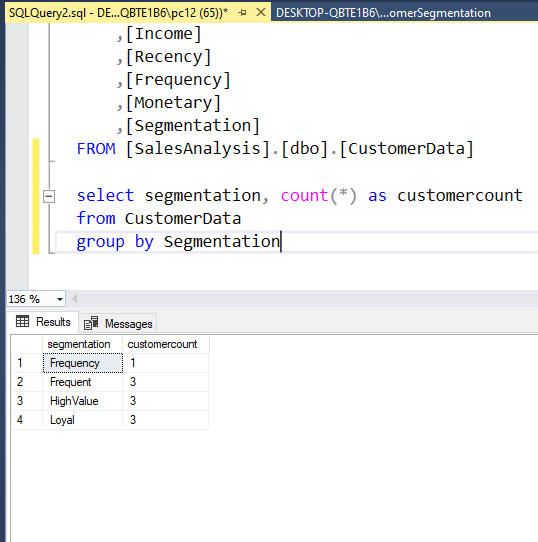 SQLQuery2.sql - DE...QBTE1B6\pc12 (65))* DESKTOP-QBTE1B6\...omerSegmentation
,[Income]
,[Recency]
,[Frequency]
,[Monetary]
,[Segmentation]
FROM [SalesAnalysis].[dbo].[CustomerData]
select segmentation, count(*) as customercount
from CustomerData
group by Segmentation
136 %
Results Messages
segmentation customercount
1 Frequency 1
2 Frequent 3
3 HighValue 3
4 Loyal 3